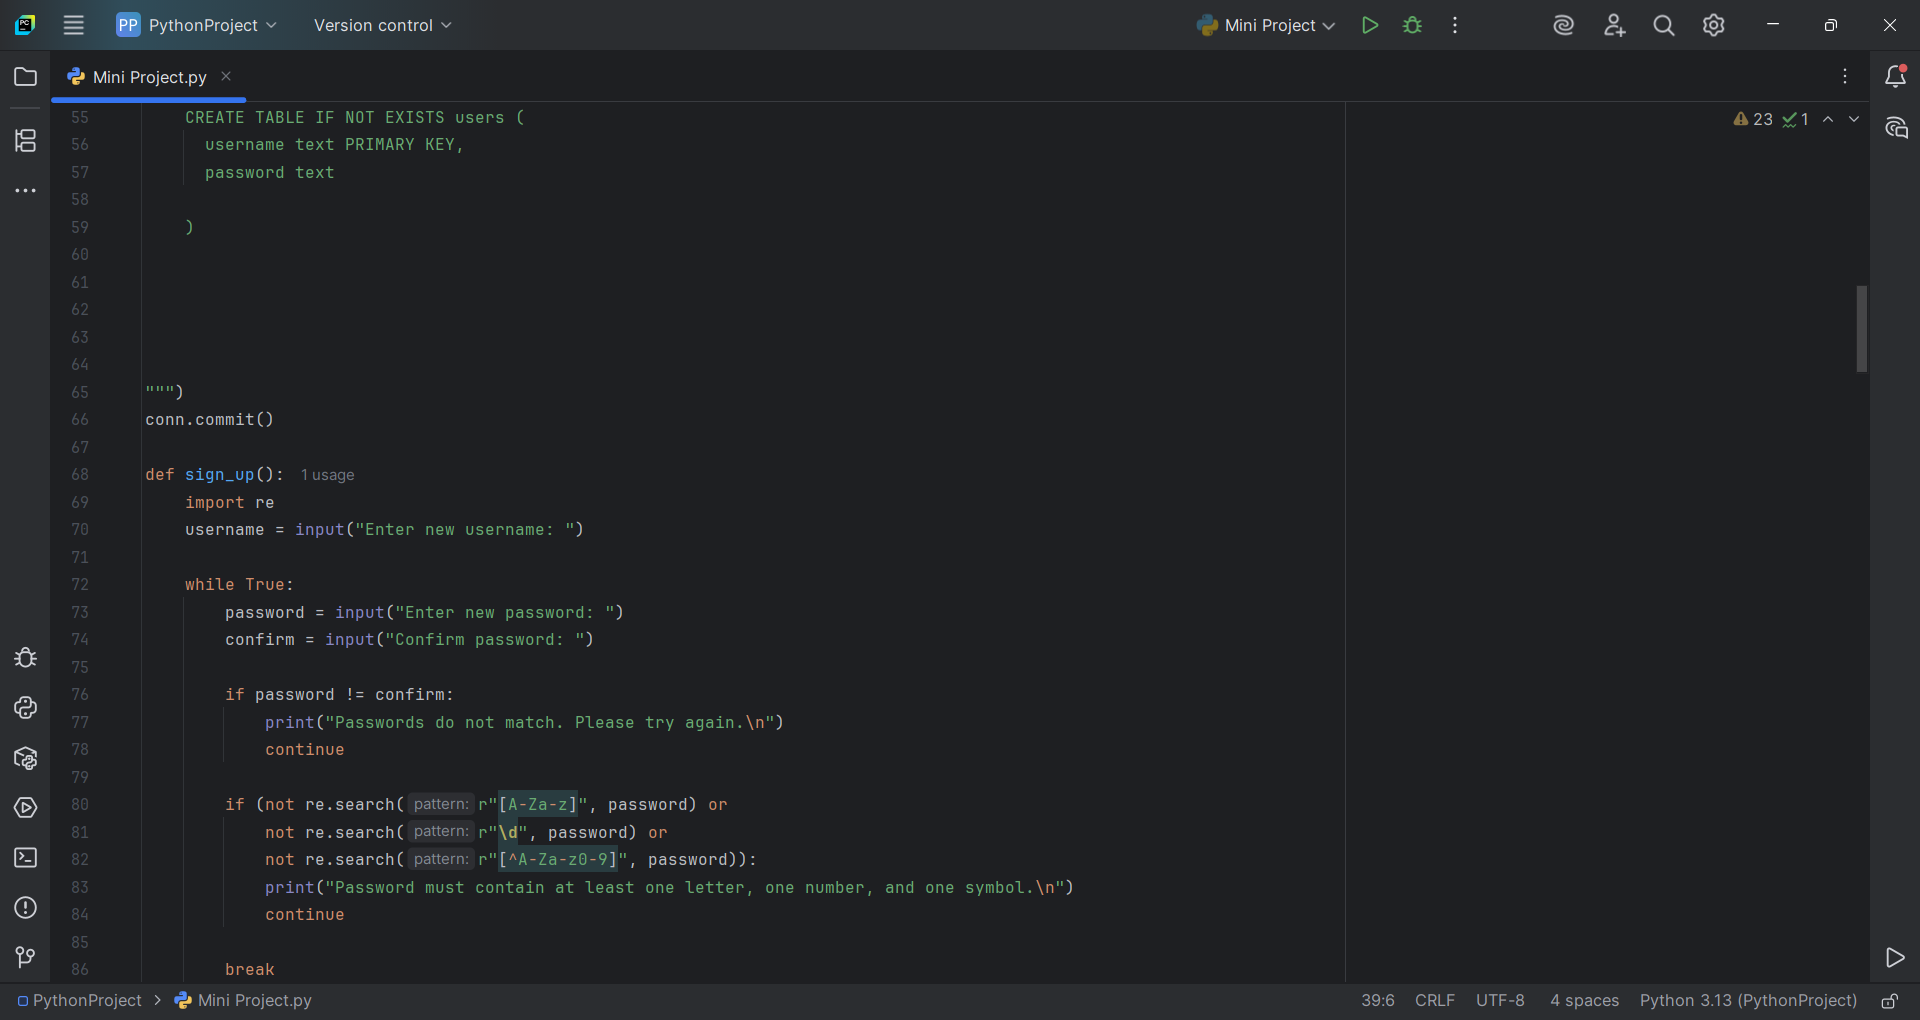 PP PythonProject Version control Mini Project
Mini Project.py
23 1
55 CREATE TABLE IF NOT EXISTS users (
56 username text PRIMARY KEY,
57 password text
58
59 )
60
61
62
63
64
65 """)
66 conn.commit()
67
68 def sign_up(): 1 usage
69 import re
70 username = input("Enter new username: ")
71
72 while True:
73 password = input("Enter new password: ")
74 confirm = input("Confirm password: ")
75
76 if password != confirm:
77 print("Passwords do not match. Please try again.\n")
78 continue
79
80 if (not re.search( pattern: r"[A-Za-z]", password) or
81 not re.search( pattern: r"\d", password) or
82 not re.search( pattern: r"[^A-Za-z0-9]", password)):
83 print("Password must contain at least one letter, one number, and one symbol.\n")
84 continue
85
86 break
PythonProject > Mini Project.py 39:6 CRLF UTF-8 4 spaces Python 3.13 (PythonProject)